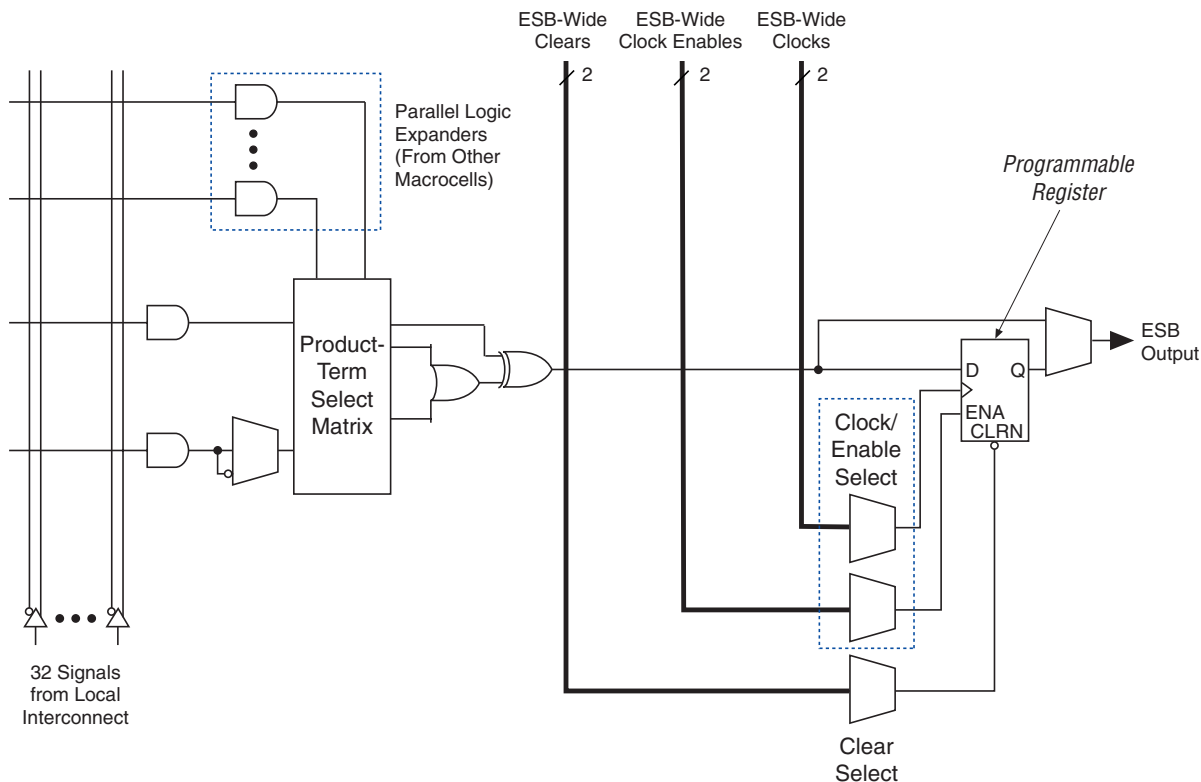 ESB-Wide
Clears
ESB-Wide
Clock Enables
ESB-Wide
Clocks
2
2
2
Parallel Logic
Expanders
(From Other
Macrocells)
Programmable
Register
Product-
Term
Select
Matrix
D
Q
ENA
CLRN
ESB
Output
Clock/
Enable
Select
32 Signals
from Local
Interconnect
Clear
Select